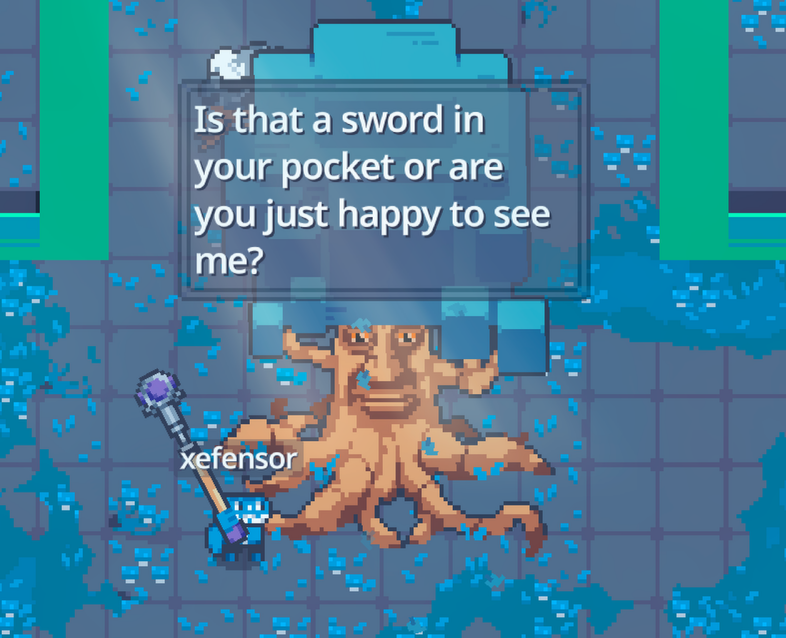 Is that a sword in
your pocket or are
you just happy to see
me?
xefensor